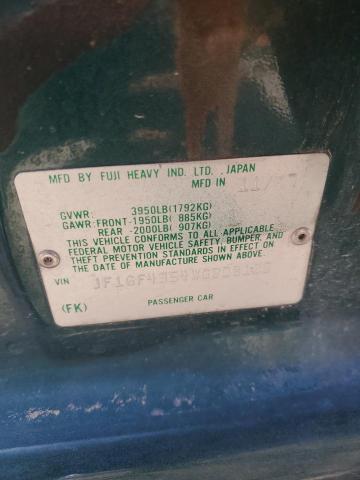 MFD BY FUJI HEAVY IND. LTD., JAPAN
MFD IN
GVWR: 3950LB(1792KG)
GAWR:FRONT-1950LB( 885KG)
REAR -2000LB( 907KG)
THIS VEHICLE CONFORMS TO ALL APPLICABLE
FEDERAL MOTOR VEHICLE SAFETY, BUMPER, AND
THEFT PREVENTION STANDARDS IN EFFECT ON
THE DATE OF MANUFACTURE SHOWN ABOVE.
VIN
(FK) PASSENGER CAR